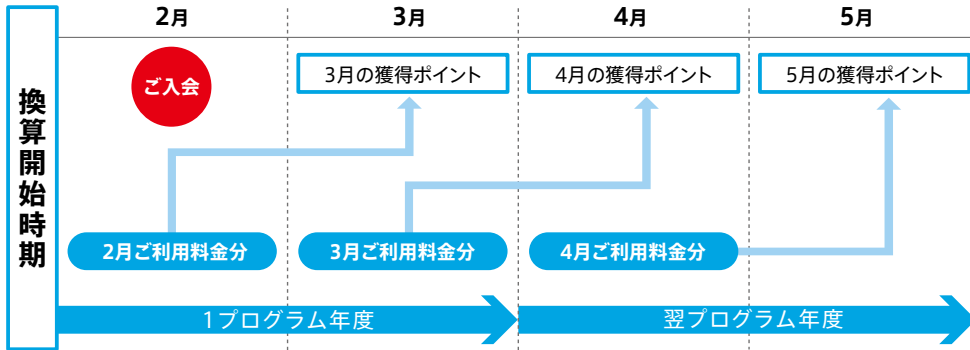 換算開始時期
2月
3月
4月
5月
ご入会
3月の獲得ポイント
4月の獲得ポイント
5月の獲得ポイント
2月ご利用料金分
3月ご利用料金分
4月ご利用料金分
1プログラム年度
翌プログラム年度